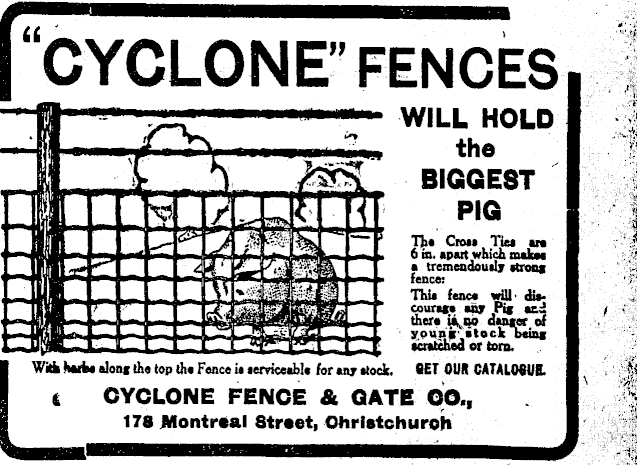 "CYCLONE" FENCES
WILL HOLD
the
BIGGEST
PIG
The Cross Ties are
6 in. apart which makes
a tremendously strong
fence:
This fence will dis-
courage any Pig and
there is no danger of
young stock being
scratched or torn.
With barbs along the top the Fence is serviceable for any stock.
GET OUR CATALOGUE.
CYCLONE FENCE & GATE CO.,
178 Montreal Street, Christchurch